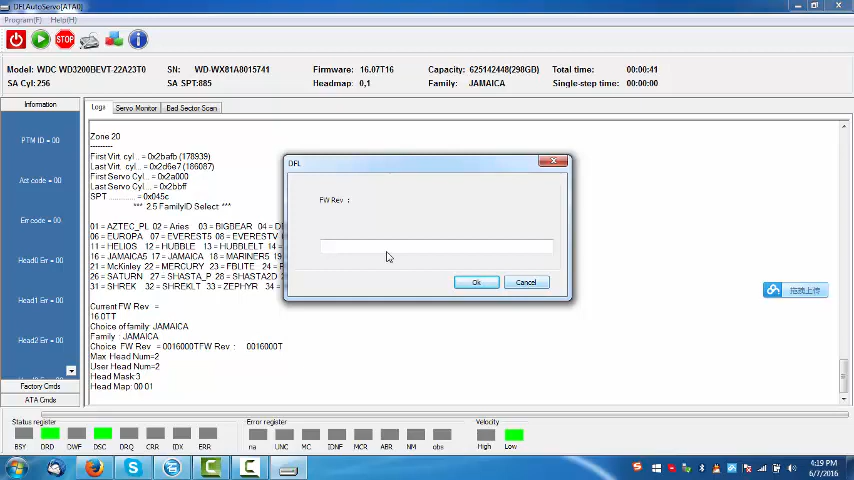 DFLAutoServo[ATA0]
Program(F) Help(H)
STOP
Model: WDC WD3200BEVT-22A23T0 SN: WD-WX81A8015741 Firmware: 16.07T16 Capacity: 625142448(298GB) Total time: 00:00:41
SA Cyl:256 SA SPT:885 Headmap: 0,1 Family: JAMAICA Single-step time: 00:00:00
Information
Logs Servo Monitor Bad Sector Scan
PTM ID = 00
Act code = 00
Err code = 00
Head0 Err = 00
Head1 Err = 00
Head2 Err = 00
Factory Cmds
ATA Cmds
Zone 20
---------
First Virt. cyl .. = 0x2bafb (178939)
Last Virt. cyl .. = 0x2d6e7 (186087)
First Servo Cyl = 0x2a000
Last Servo Cyl = 0x2bbff
SPT ............. = 0x045c
*** 2.5 FamilyID Select ***
01 = AZTEC_PL 02 = Aries 03 = BIGBEAR 04 = D
06 = EUROPA 07 = EVEREST5 08 = EVERESTV
11 = HELIOS 12 = HUBBLE 13 = HUBBLELT 14 =
16 = JAMAICA5 17 = JAMAICA 18 = MARINER5 19 =
21 = McKinley 22 = MERCURY 23 = FBLITE 24 =
26 = SATURN 27 = SHASTA_P 28 = SHASTA2D
31 = SHREK 32 = SHREKLT 33 = ZEPHYR 34 =
Current FW Rev =
16.0TT
Choice of family: JAMAICA
Family : JAMAICA
Choice FW Rev = 0016000TFW Rev : 0016000T
Max Head Num=2
User Head Num=2
Head Mask:3
Head Map: 00 01
DFL
FW Rev :
Ok Cancel
拖拽上传
Status register Error register Velocity
BSY DRD DWF DSC DRQ CRR IDX ERR na UNC MC IDNF MCR ABR NM obs High Low
4:19 PM
6/7/2016